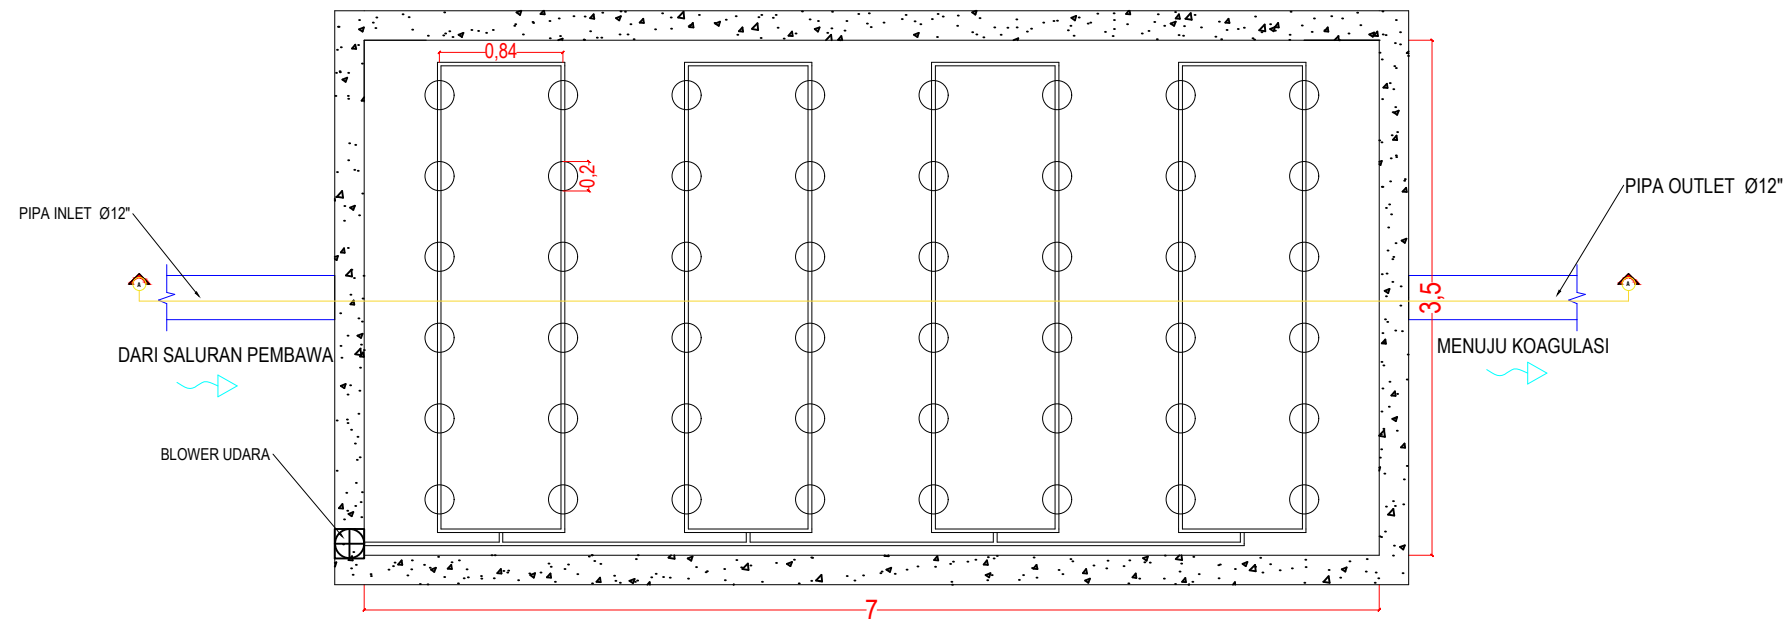 0,84
0,2
PIPA INLET Ø12"
PIPA OUTLET Ø12"
A
A
3,5
DARI SALURAN PEMBAWA
MENUJU KOAGULASI
BLOWER UDARA
7